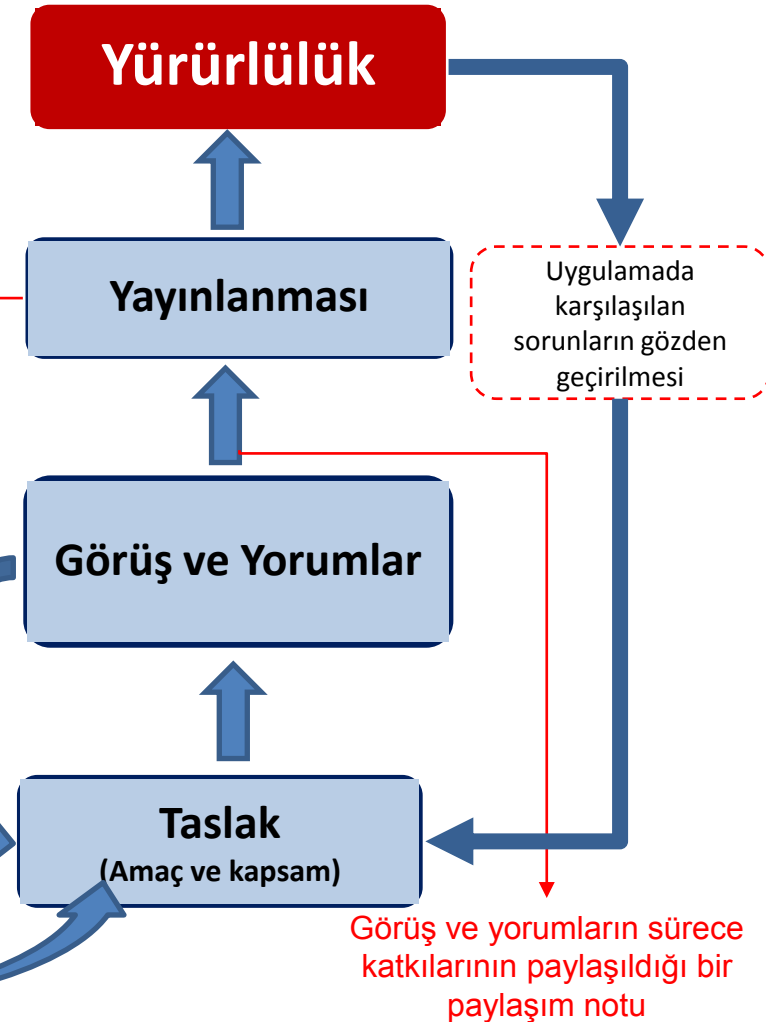 Yürürlülük
Yayınlanması
Uygulamada
karşılaşılan
sorunların gözden
geçirilmesi
Görüş ve Yorumlar
Taslak
(Amaç ve kapsam)
Görüş ve yorumların sürece
katkılarının paylaşıldığı bir
paylaşım notu